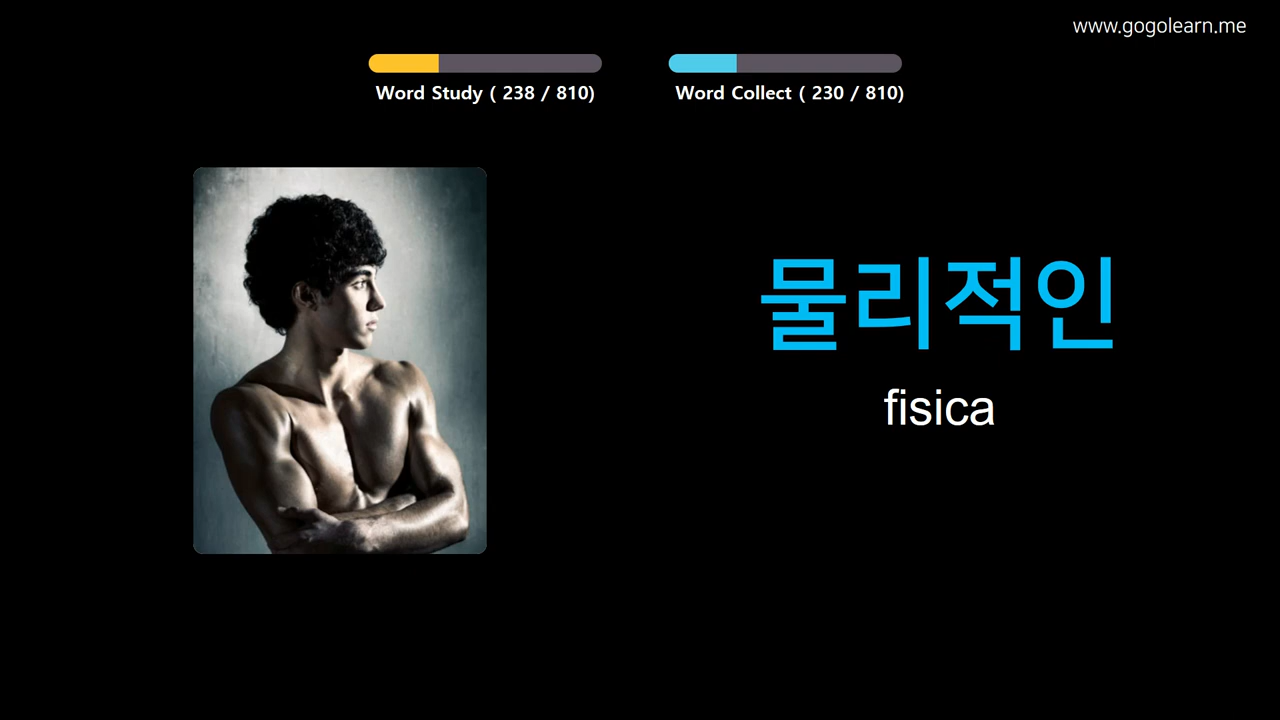 www.gogolearn.me
Word Study ( 238 / 810)
Word Collect ( 230 / 810)
물리적인
fisica